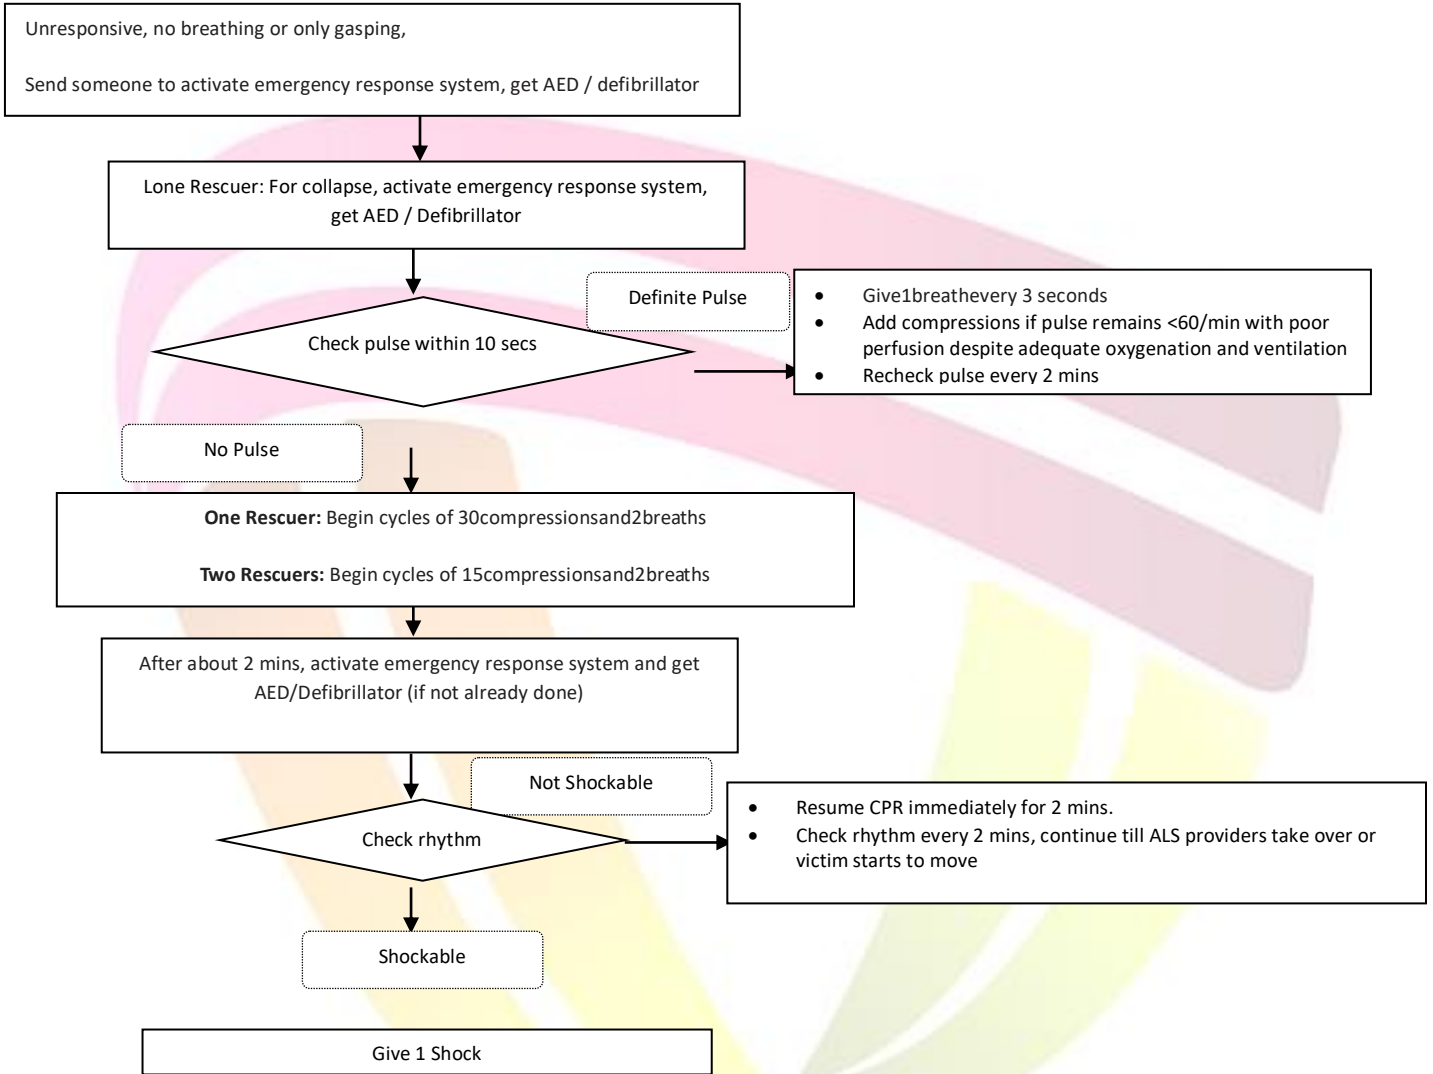 Unresponsive, no breathing or only gasping,
Send someone to activate emergency response system, get AED / defibrillator
Lone Rescuer: For collapse, activate emergency response system,
get AED / Defibrillator
Check pulse within 10 secs
Definite Pulse
• Give1breathevery 3 seconds
• Add compressions if pulse remains <60/min with poor
perfusion despite adequate oxygenation and ventilation
• Recheck pulse every 2 mins
No Pulse
One Rescuer: Begin cycles of 30compressionsand2breaths
Two Rescuers: Begin cycles of 15compressionsand2breaths
After about 2 mins, activate emergency response system and get
AED/Defibrillator (if not already done)
Not Shockable
Check rhythm
• Resume CPR immediately for 2 mins.
• Check rhythm every 2 mins, continue till ALS providers take over or
victim starts to move
Shockable
Give 1 Shock